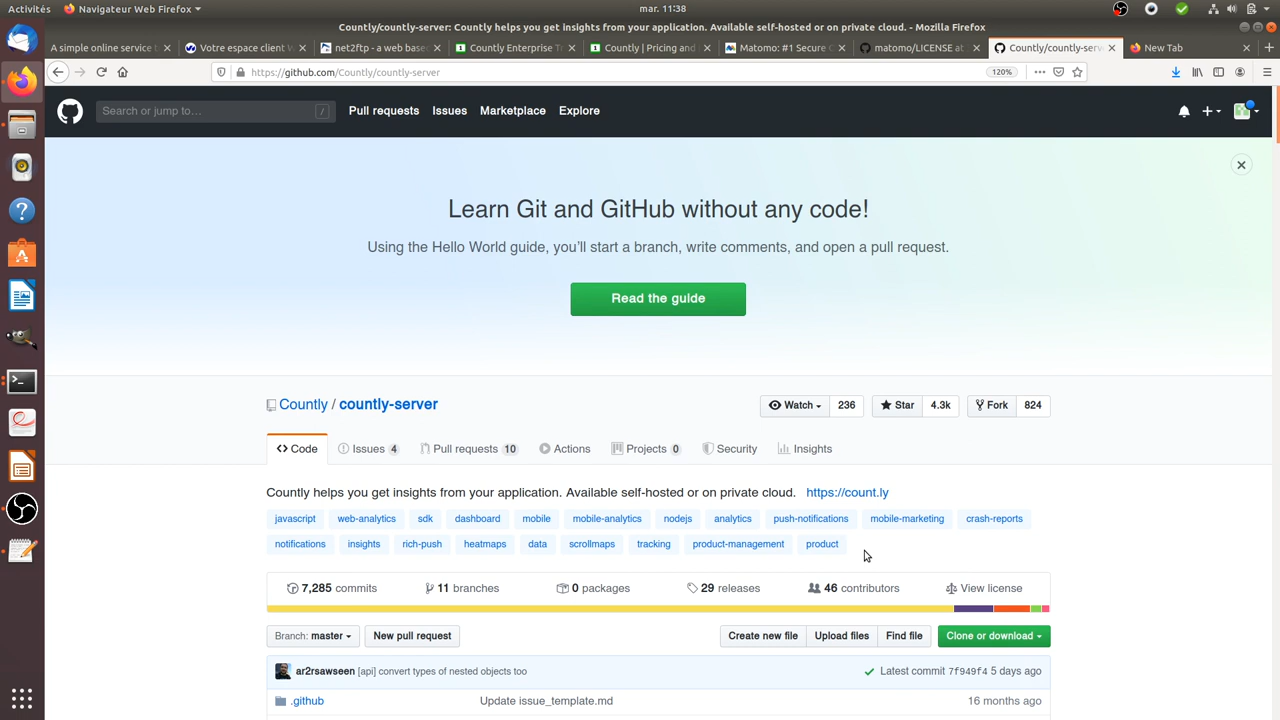 Activités Navigateur Web Firefox mar. 11:38
Countly/countly-server: Countly helps you get insights from your application. Available self-hosted or on private cloud. - Mozilla Firefox
A simple online service t Votre espace client W net2ftp - a web base Countly Enterprise T Countly | Pricing and Matomo: #1 Secure matomo/LICENSE at Countly/countly-serve New Tab
https://github.com/Countly/countly-server 120%
Search or jump to… / Pull requests Issues Marketplace Explore
Learn Git and GitHub without any code!
Using the Hello World guide, you’ll start a branch, write comments, and open a pull request.
Read the guide
Countly / countly-server Watch 236 Star 4.3k Fork 824
Code Issues 4 Pull requests 10 Actions Projects 0 Security Insights
Countly helps you get insights from your application. Available self-hosted or on private cloud. https://count.ly
javascript web-analytics sdk dashboard mobile mobile-analytics nodejs analytics push-notifications mobile-marketing crash-reports
notifications insights rich-push heatmaps data scrollmaps tracking product-management product
7,285 commits 11 branches 0 packages 29 releases 46 contributors View license
Branch: master New pull request Create new file Upload files Find file Clone or download
ar2rsawseen [api] convert types of nested objects too Latest commit 7f949f4 5 days ago
.github Update issue_template.md 16 months ago